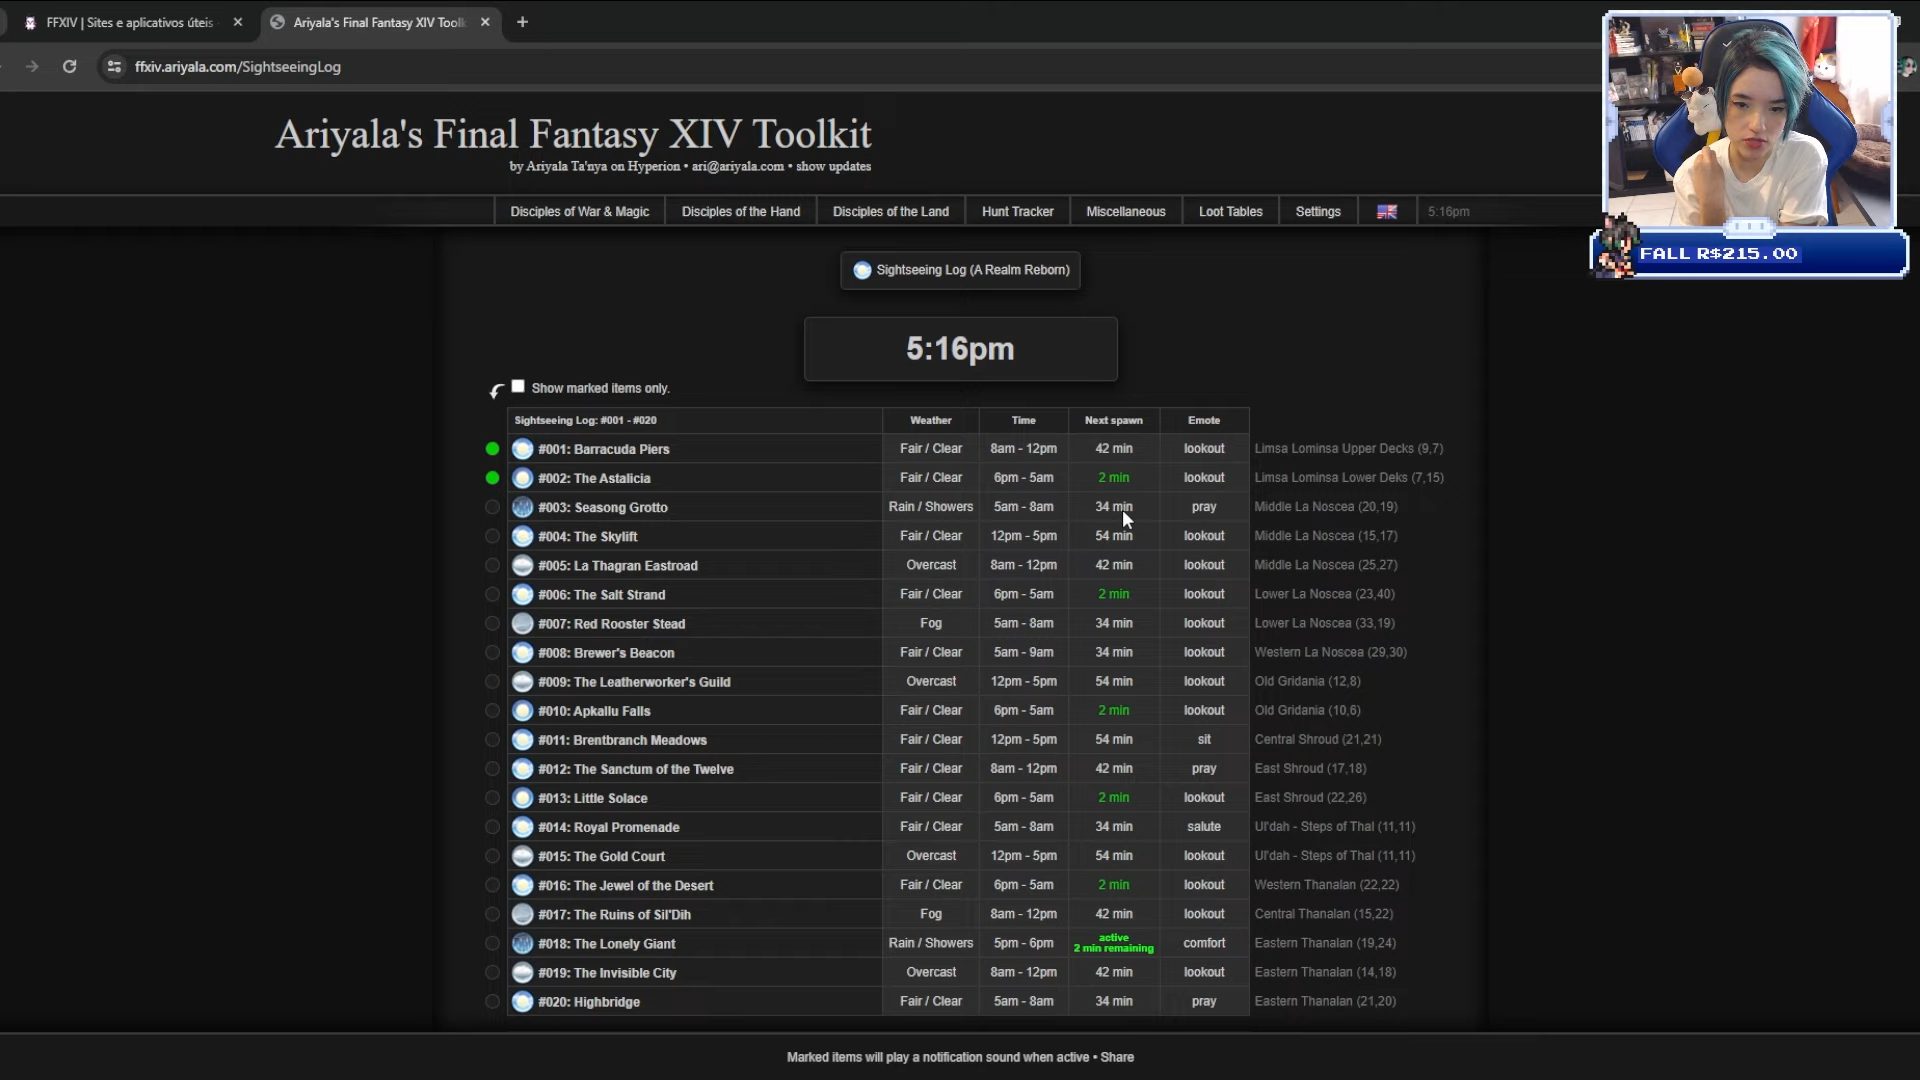 FFXIV | Sites e aplicativos úteis
Ariyala's Final Fantasy XIV Toolk
ffxiv.ariyala.com/SightseeingLog
Ariyala's Final Fantasy XIV Toolkit
by Ariyala Ta'nya on Hyperion • ari@ariyala.com • show updates
Disciples of War & Magic Disciples of the Hand Disciples of the Land Hunt Tracker Miscellaneous Loot Tables Settings 5:16pm
FALL R$215.00
Sightseeing Log (A Realm Reborn)
5:16pm
Show marked items only.
Sightseeing Log: #001 - #020 Weather Time Next spawn Emote
#001: Barracuda Piers Fair / Clear 8am - 12pm 42 min lookout Limsa Lominsa Upper Decks (9,7)
#002: The Astalicia Fair / Clear 6pm - 5am 2 min lookout Limsa Lominsa Lower Deks (7,15)
#003: Seasong Grotto Rain / Showers 5am - 8am 34 min pray Middle La Noscea (20,19)
#004: The Skylift Fair / Clear 12pm - 5pm 54 min lookout Middle La Noscea (15,17)
#005: La Thagran Eastroad Overcast 8am - 12pm 42 min lookout Middle La Noscea (25,27)
#006: The Salt Strand Fair / Clear 6pm - 5am 2 min lookout Lower La Noscea (23,40)
#007: Red Rooster Stead Fog 5am - 8am 34 min lookout Lower La Noscea (33,19)
#008: Brewer's Beacon Fair / Clear 5am - 9am 34 min lookout Western La Noscea (29,30)
#009: The Leatherworker's Guild Overcast 12pm - 5pm 54 min lookout Old Gridania (12,8)
#010: Apkallu Falls Fair / Clear 6pm - 5am 2 min lookout Old Gridania (10,6)
#011: Brentbranch Meadows Fair / Clear 12pm - 5pm 54 min sit Central Shroud (21,21)
#012: The Sanctum of the Twelve Fair / Clear 8am - 12pm 42 min pray East Shroud (17,18)
#013: Little Solace Fair / Clear 6pm - 5am 2 min lookout East Shroud (22,26)
#014: Royal Promenade Fair / Clear 5am - 8am 34 min salute Ul'dah - Steps of Thal (11,11)
#015: The Gold Court Overcast 12pm - 5pm 54 min lookout Ul'dah - Steps of Thal (11,11)
#016: The Jewel of the Desert Fair / Clear 6pm - 5am 2 min lookout Western Thanalan (22,22)
#017: The Ruins of Sil'Dih Fog 8am - 12pm 42 min lookout Central Thanalan (15,22)
#018: The Lonely Giant Rain / Showers 5pm - 6pm active 2 min remaining comfort Eastern Thanalan (19,24)
#019: The Invisible City Overcast 8am - 12pm 42 min lookout Eastern Thanalan (14,18)
#020: Highbridge Fair / Clear 5am - 8am 34 min pray Eastern Thanalan (21,20)
Marked items will play a notification sound when active • Share